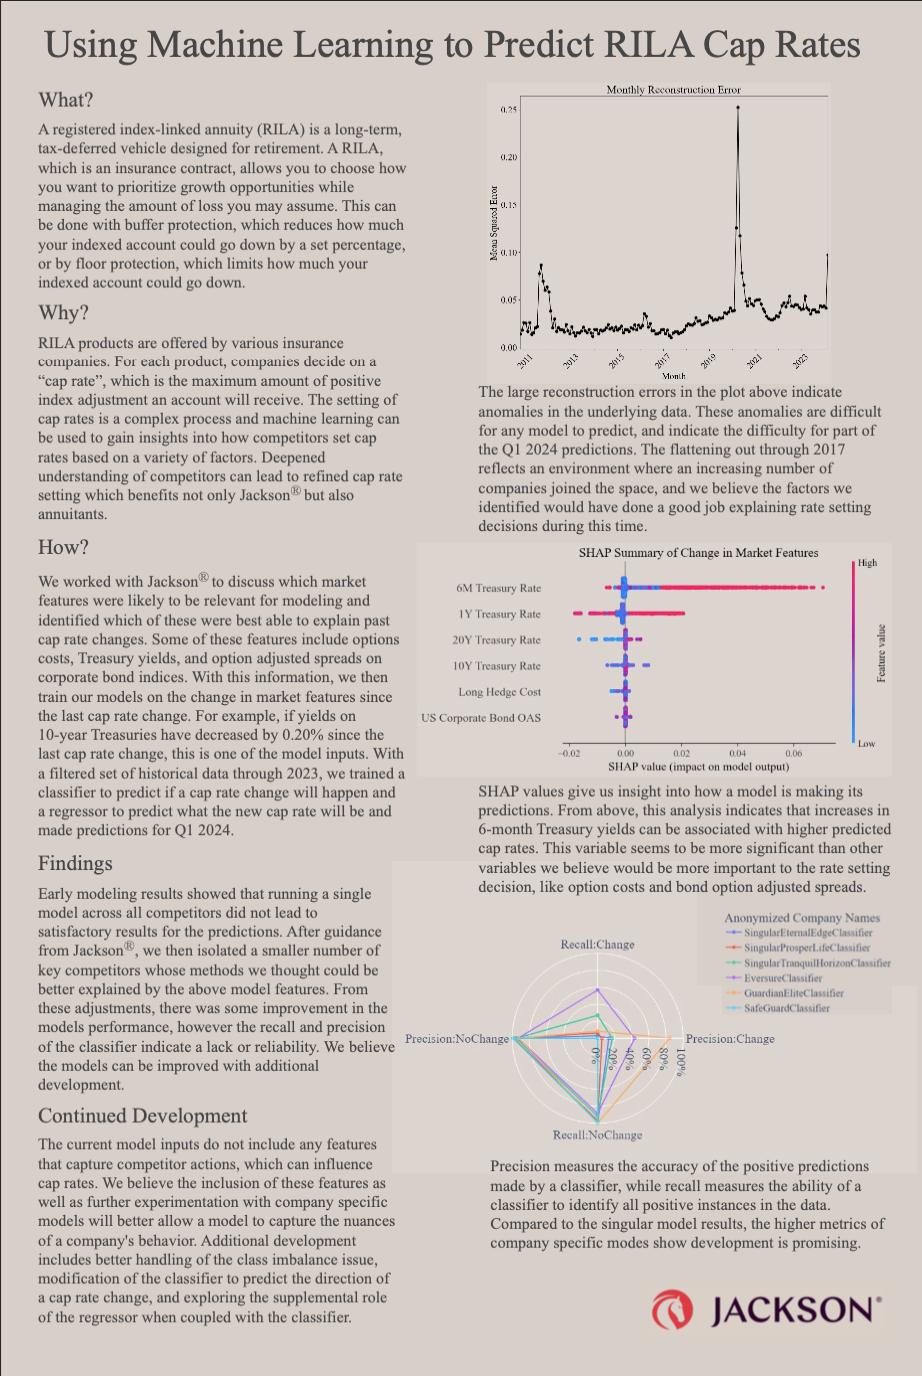 Using Machine Learning to Predict RILA Cap Rates
What?
A registered index-linked annuity (RILA) is a long-term,
tax-deferred vehicle designed for retirement. A RILA,
which is an insurance contract, allows you to choose how
you want to prioritize growth opportunities while
managing the amount of loss you may assume. This can
be done with buffer protection, which reduces how much
your indexed account could go down by a set percentage,
or by floor protection, which limits how much your
indexed account could go down.
Why?
RILA products are offered by various insurance
companies. For each product, companies decide on a
“cap rate”, which is the maximum amount of positive
index adjustment an account will receive. The setting of
cap rates is a complex process and machine learning can
be used to gain insights into how competitors set cap
rates based on a variety of factors. Deepened
understanding of competitors can lead to refined cap rate
setting which benefits not only Jackson® but also
annuitants.
How?
We worked with Jackson® to discuss which market
features were likely to be relevant for modeling and
identified which of these were best able to explain past
cap rate changes. Some of these features include options
costs, Treasury yields, and option adjusted spreads on
corporate bond indices. With this information, we then
train our models on the change in market features since
the last cap rate change. For example, if yields on
10-year Treasuries have decreased by 0.20% since the
last cap rate change, this is one of the model inputs. With
a filtered set of historical data through 2023, we trained a
classifier to predict if a cap rate change will happen and
a regressor to predict what the new cap rate will be and
made predictions for Q1 2024.
Findings
Early modeling results showed that running a single
model across all competitors did not lead to
satisfactory results for the predictions. After guidance
from Jackson®, we then isolated a smaller number of
key competitors whose methods we thought could be
better explained by the above model features. From
these adjustments, there was some improvement in the
models performance, however the recall and precision
of the classifier indicate a lack or reliability. We believe
the models can be improved with additional
development.
Continued Development
The current model inputs do not include any features
that capture competitor actions, which can influence
cap rates. We believe the inclusion of these features as
well as further experimentation with company specific
models will better allow a model to capture the nuances
of a company's behavior. Additional development
includes better handling of the class imbalance issue,
modification of the classifier to predict the direction of
a cap rate change, and exploring the supplemental role
of the regressor when coupled with the classifier.
Monthly Reconstruction Error
Mean Squared Error
0.25
0.20
0.15
0.10
0.05
0.00
2011 2013 2015 2017 2019 2021 2023
Month
The large reconstruction errors in the plot above indicate
anomalies in the underlying data. These anomalies are difficult
for any model to predict, and indicate the difficulty for part of
the Q1 2024 predictions. The flattening out through 2017
reflects an environment where an increasing number of
companies joined the space, and we believe the factors we
identified would have done a good job explaining rate setting
decisions during this time.
SHAP Summary of Change in Market Features
High
6M Treasury Rate
1Y Treasury Rate
20Y Treasury Rate
10Y Treasury Rate
Long Hedge Cost
US Corporate Bond OAS
Feature value
Low
−0.02 0.00 0.02 0.04 0.06
SHAP value (impact on model output)
SHAP values give us insight into how a model is making its
predictions. From above, this analysis indicates that increases in
6-month Treasury yields can be associated with higher predicted
cap rates. This variable seems to be more significant than other
variables we believe would be more important to the rate setting
decision, like option costs and bond option adjusted spreads.
Anonymized Company Names
SingularEternalEdgeClassifier
SingularProsperLifeClassifier
SingularTranquilHorizonClassifier
EversureClassifier
GuardianEliteClassifier
SafeGuardClassifier
Recall:Change
Precision:NoChange
Precision:Change
0% 20% 40% 60% 80% 100%
Recall:NoChange
Precision measures the accuracy of the positive predictions
made by a classifier, while recall measures the ability of a
classifier to identify all positive instances in the data.
Compared to the singular model results, the higher metrics of
company specific modes show development is promising.
JACKSON®